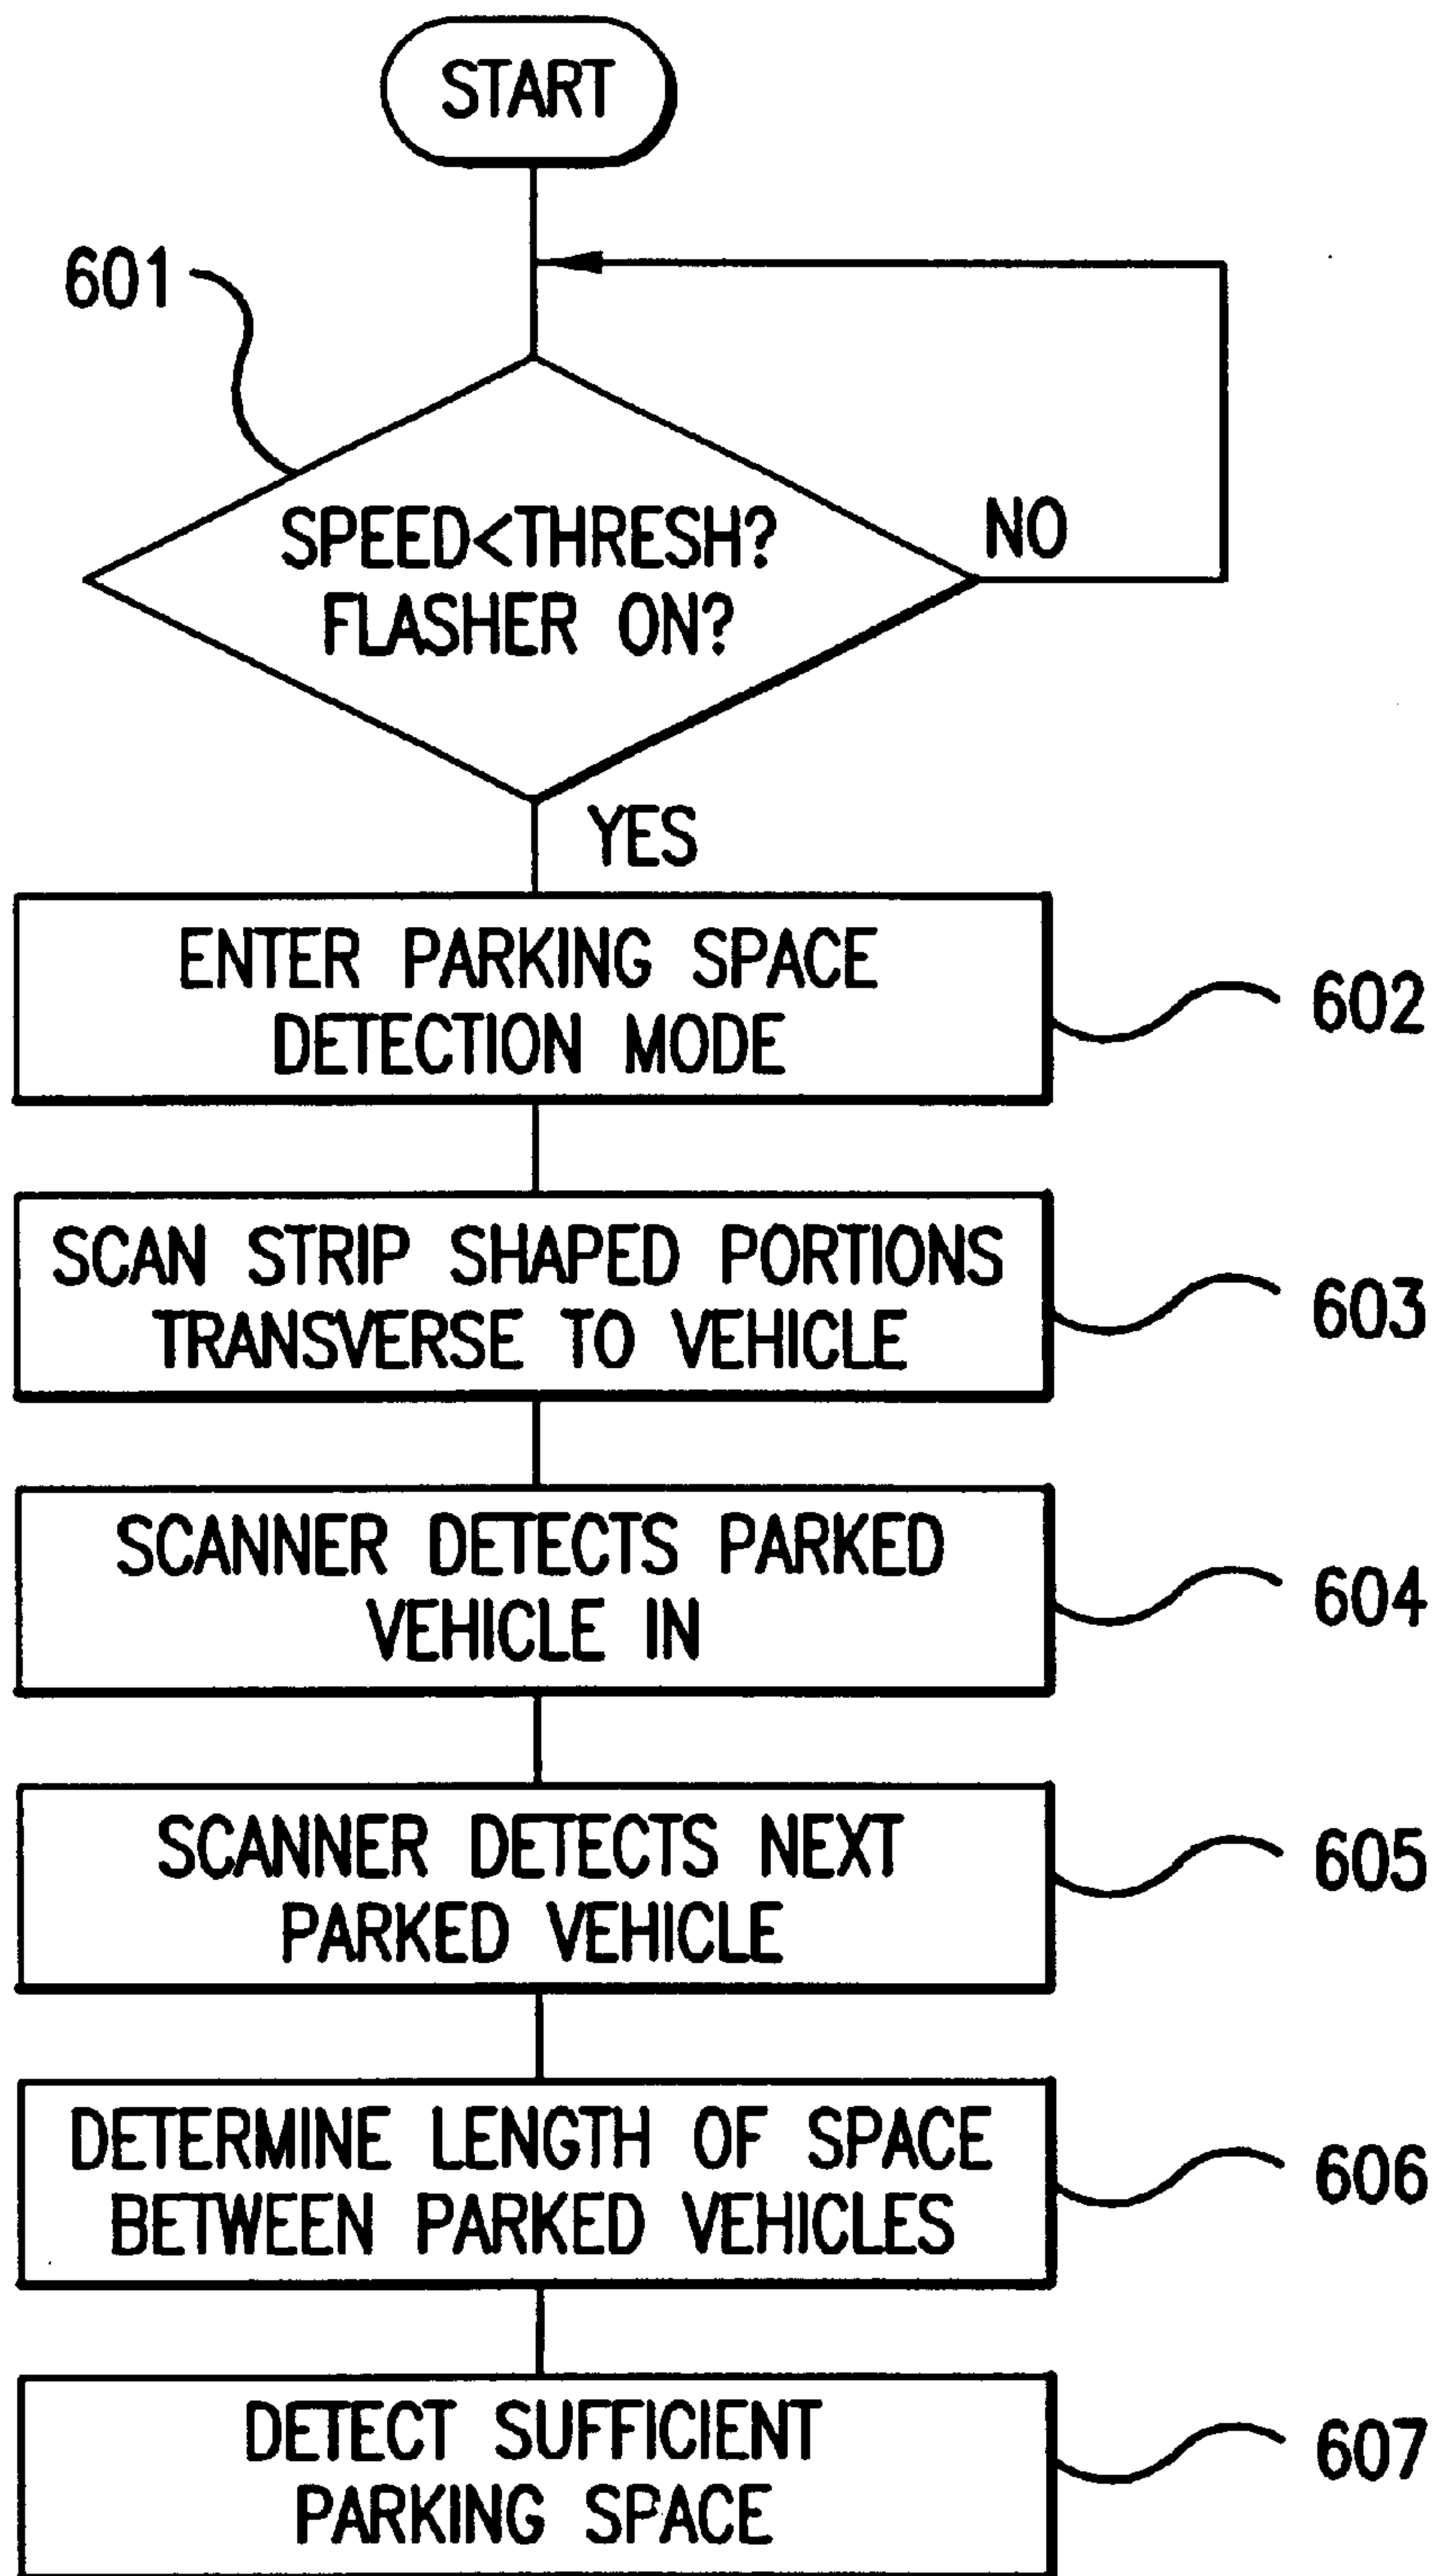 START
601
SPEED<THRESH?
FLASHER ON?
NO
YES
ENTER PARKING SPACE
DETECTION MODE
602
SCAN STRIP SHAPED PORTIONS
TRANSVERSE TO VEHICLE
603
SCANNER DETECTS PARKED
VEHICLE IN
604
SCANNER DETECTS NEXT
PARKED VEHICLE
605
DETERMINE LENGTH OF SPACE
BETWEEN PARKED VEHICLES
606
DETECT SUFFICIENT
PARKING SPACE
607